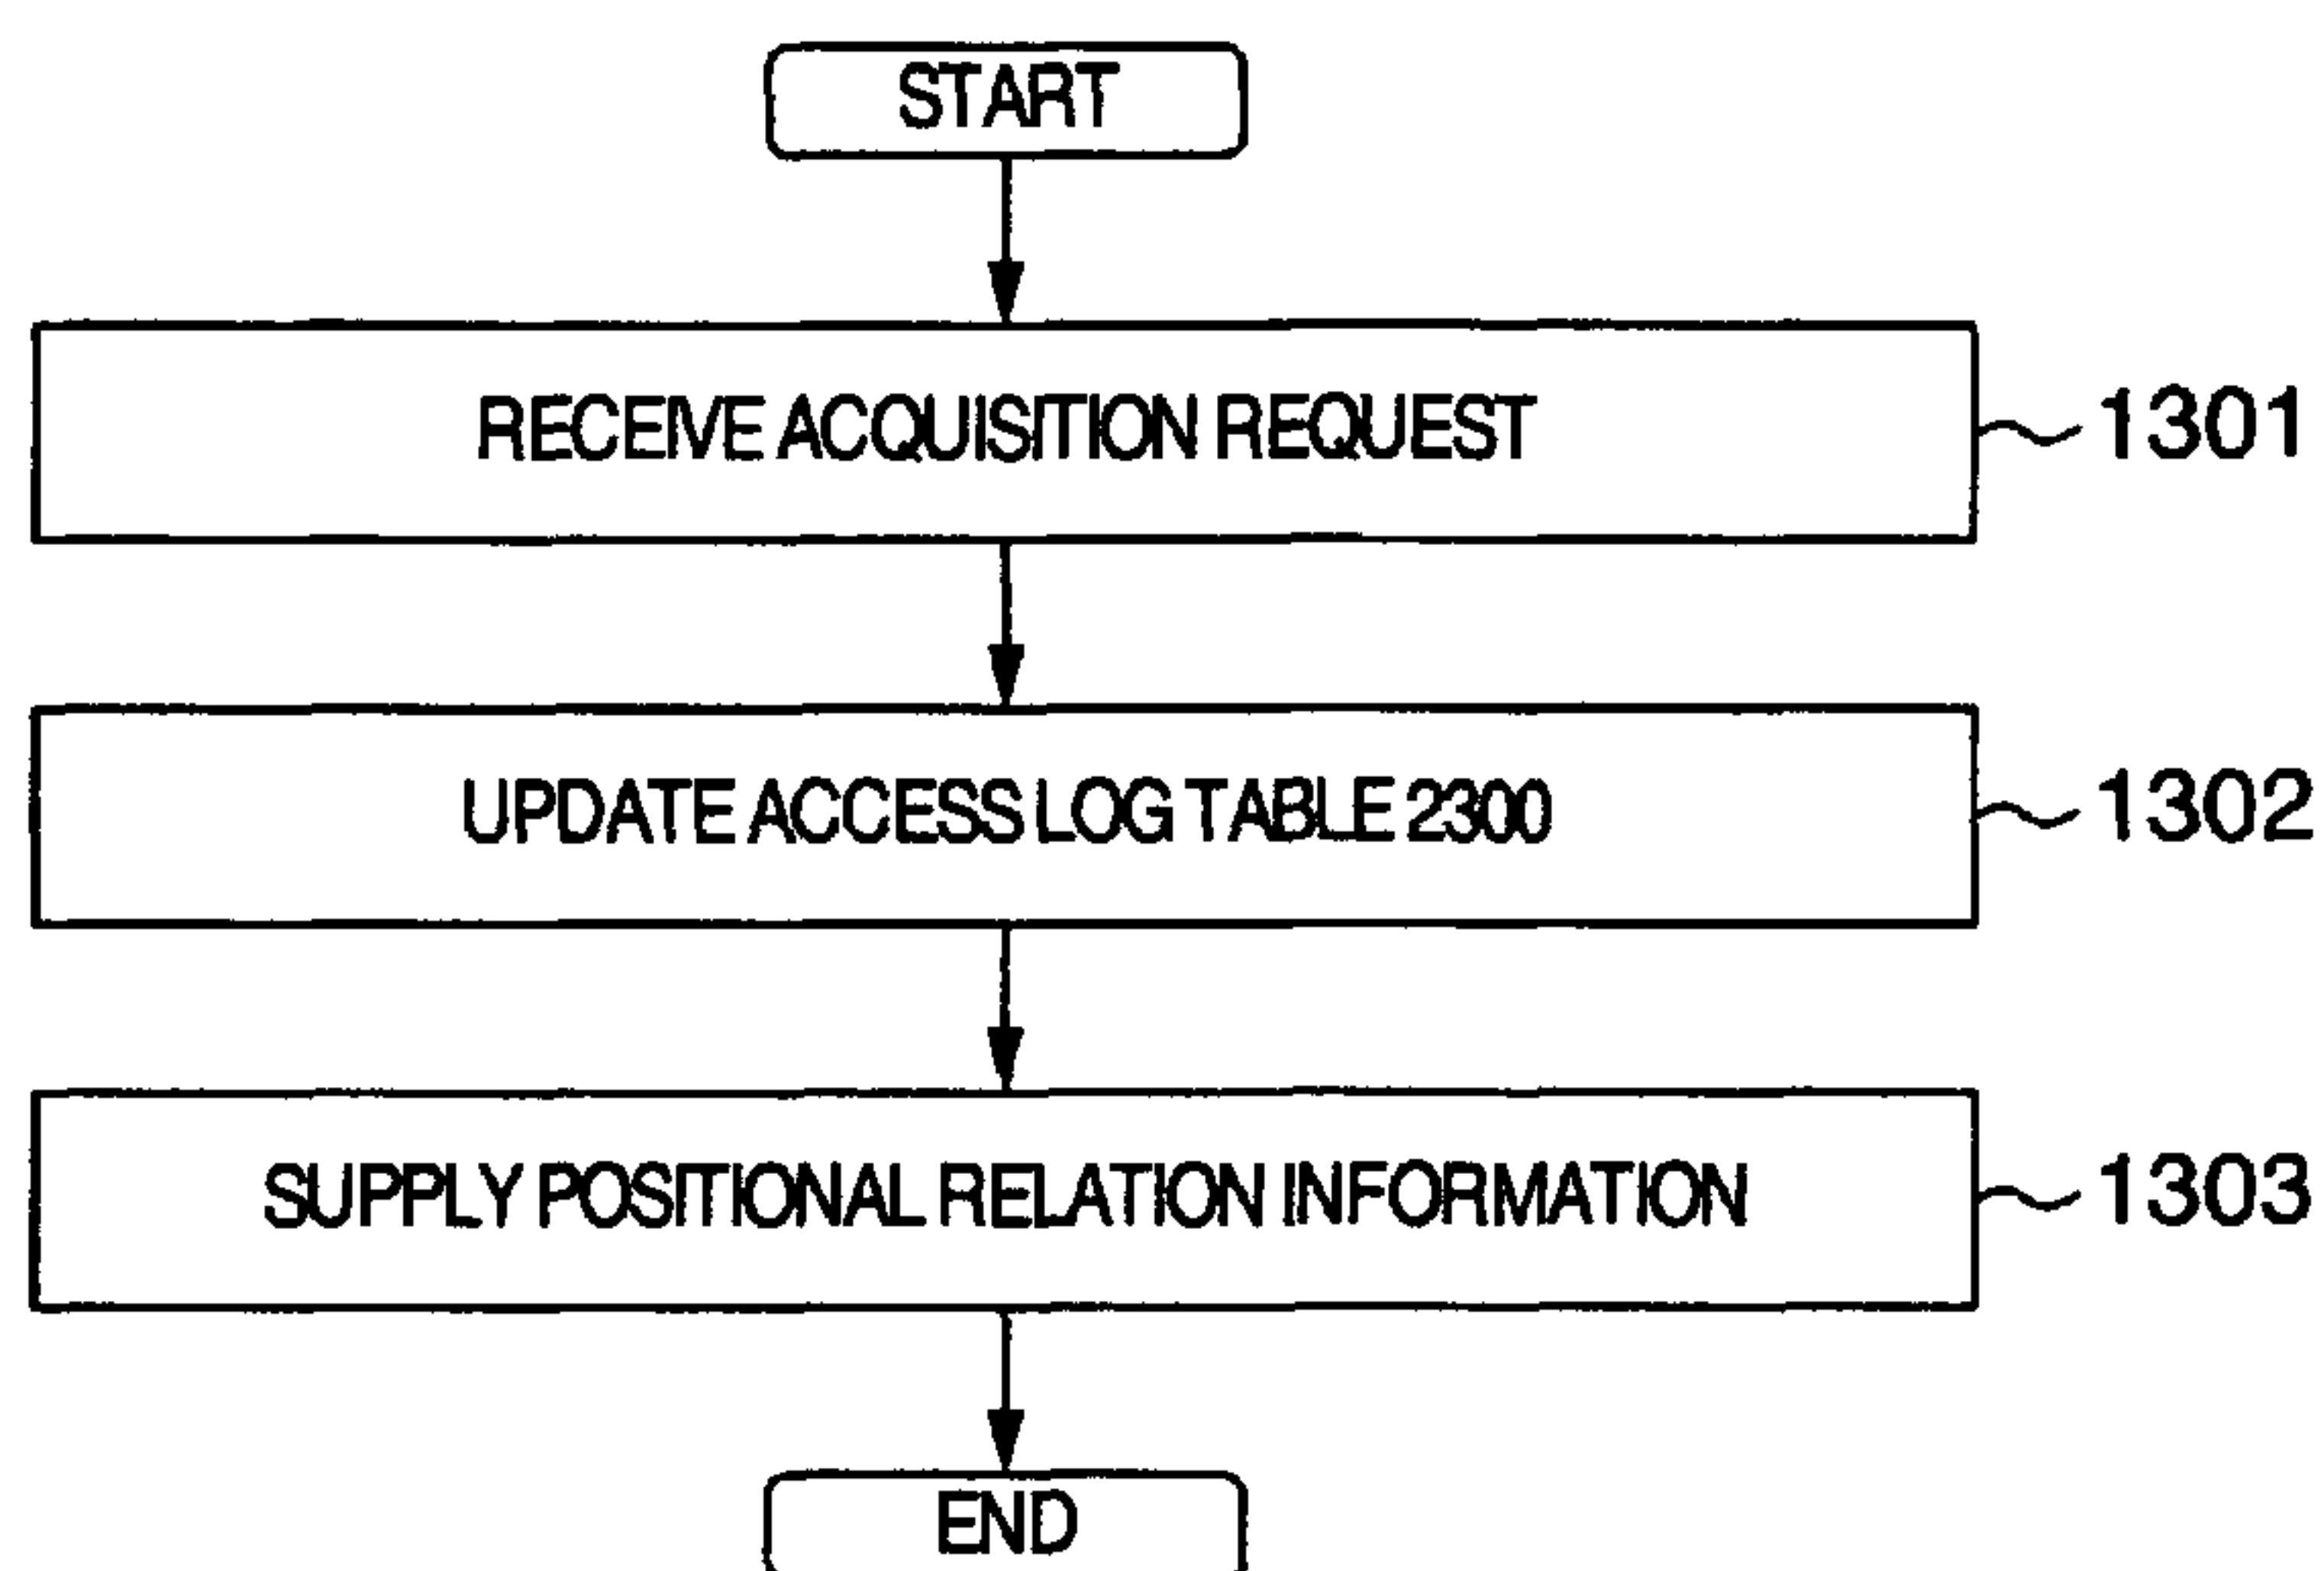 START
RECEIVE ACQUISITION REQUEST
1301
UPDATE ACCESS LOG TABLE 2300
1302
SUPPLY POSITIONAL RELATION INFORMATION
1303
END